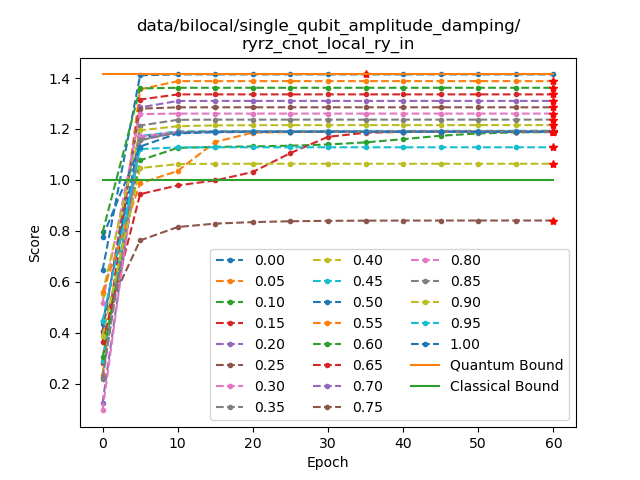 data/bilocal/single_qubit_amplitude_damping/
ryrz_cnot_local_ry_in
Score
1.4
1.2
1.0
0.8
0.6
0.4
0.2
0.00 0.40 0.80
0.05 0.45 0.85
0.10 0.50 0.90
0.15 0.55 0.95
0.20 0.60 1.00
0.25 0.65 Quantum Bound
0.30 0.70 Classical Bound
0.35 0.75
0 10 20 30 40 50 60
Epoch